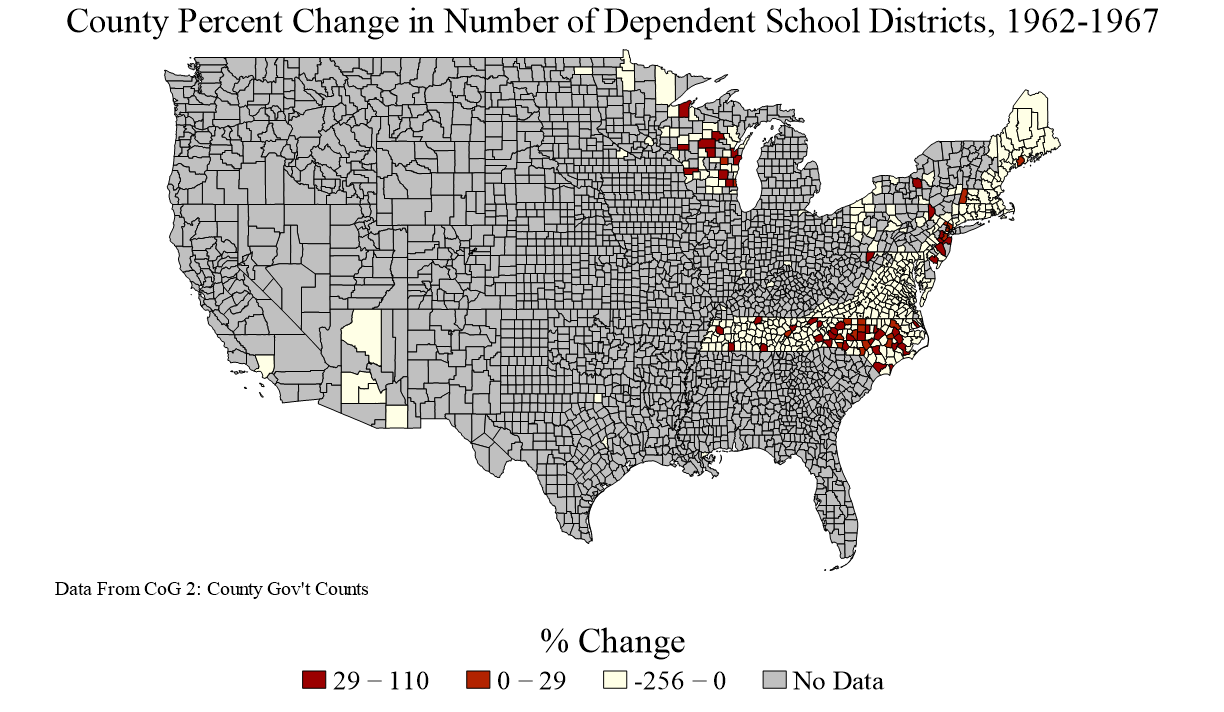 County Percent Change in Number of Dependent School Districts, 1962-1967
Data From CoG 2: County Gov't Counts
% Change
29 − 110
0 − 29
-256 − 0
No Data